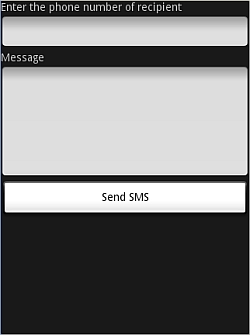 Enter the phone number of recipient
Message
Send SMS